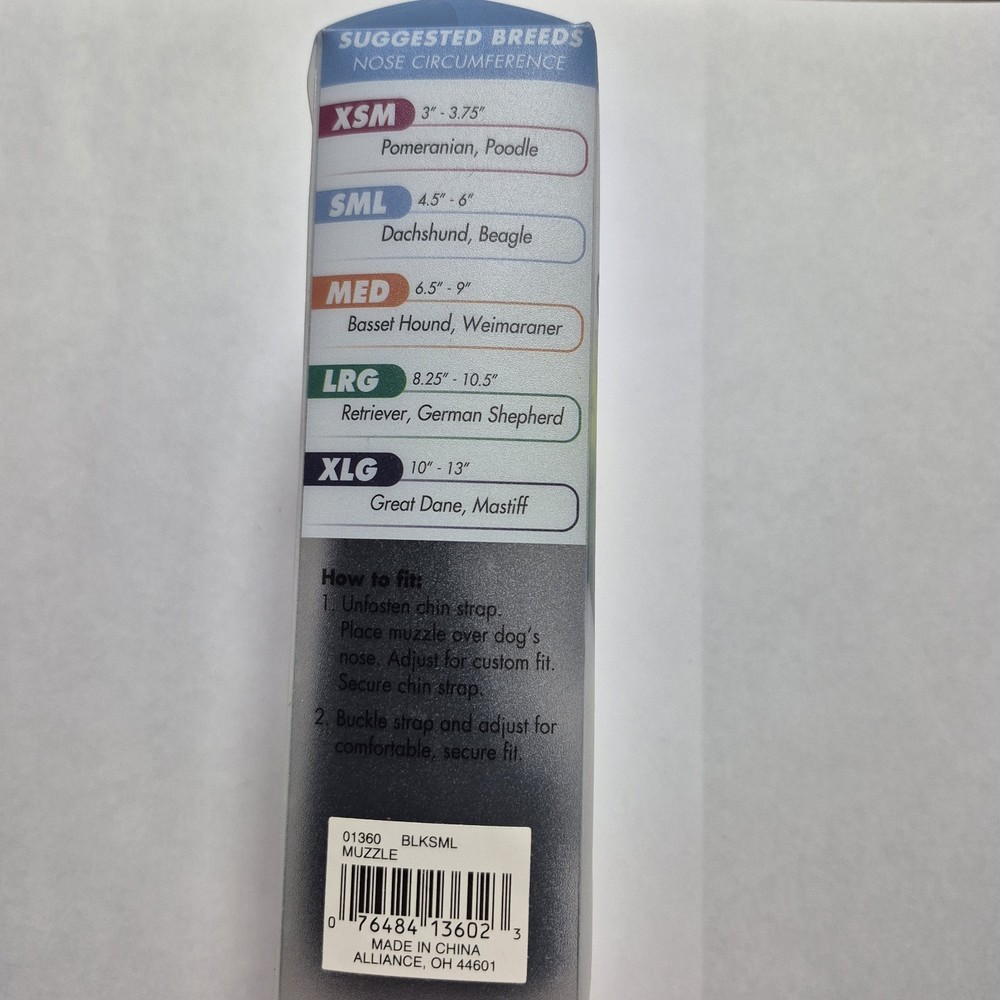 SUGGESTED BREEDS
NOSE CIRCUMFERENCE
XSM 3" - 3.75"
Pomeranian, Poodle
SML 4.5" - 6"
Dachshund, Beagle
MED 6.5" - 9"
Basset Hound, Weimaraner
LRG 8.25" - 10.5"
Retriever, German Shepherd
XLG 10" - 13"
Great Dane, Mastiff
How to fit:
1. Unfasten chin strap.
Place muzzle over dog's
nose. Adjust for custom fit.
Secure chin strap.
2. Buckle strap and adjust for
comfortable, secure fit.
01360 BLKSML
MUZZLE
0 76484 13602 3
MADE IN CHINA
ALLIANCE, OH 44601